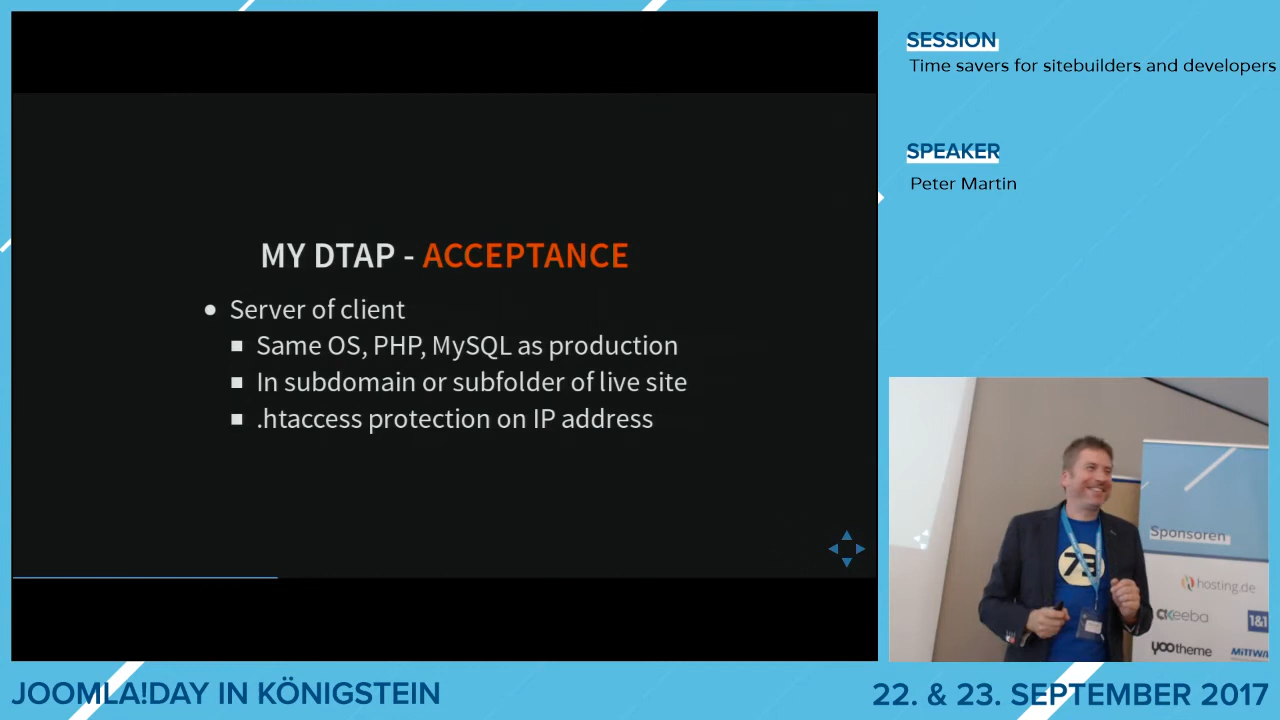 SESSION
Time savers for sitebuilders and developers
SPEAKER
Peter Martin
MY DTAP - ACCEPTANCE
Server of client
Same OS, PHP, MySQL as production
In subdomain or subfolder of live site
.htaccess protection on IP address
73
Sponsoren
hosting.de
akeeba
1&1
yootheme
JOOMLA!DAY IN KÖNIGSTEIN
22. & 23. SEPTEMBER 2017